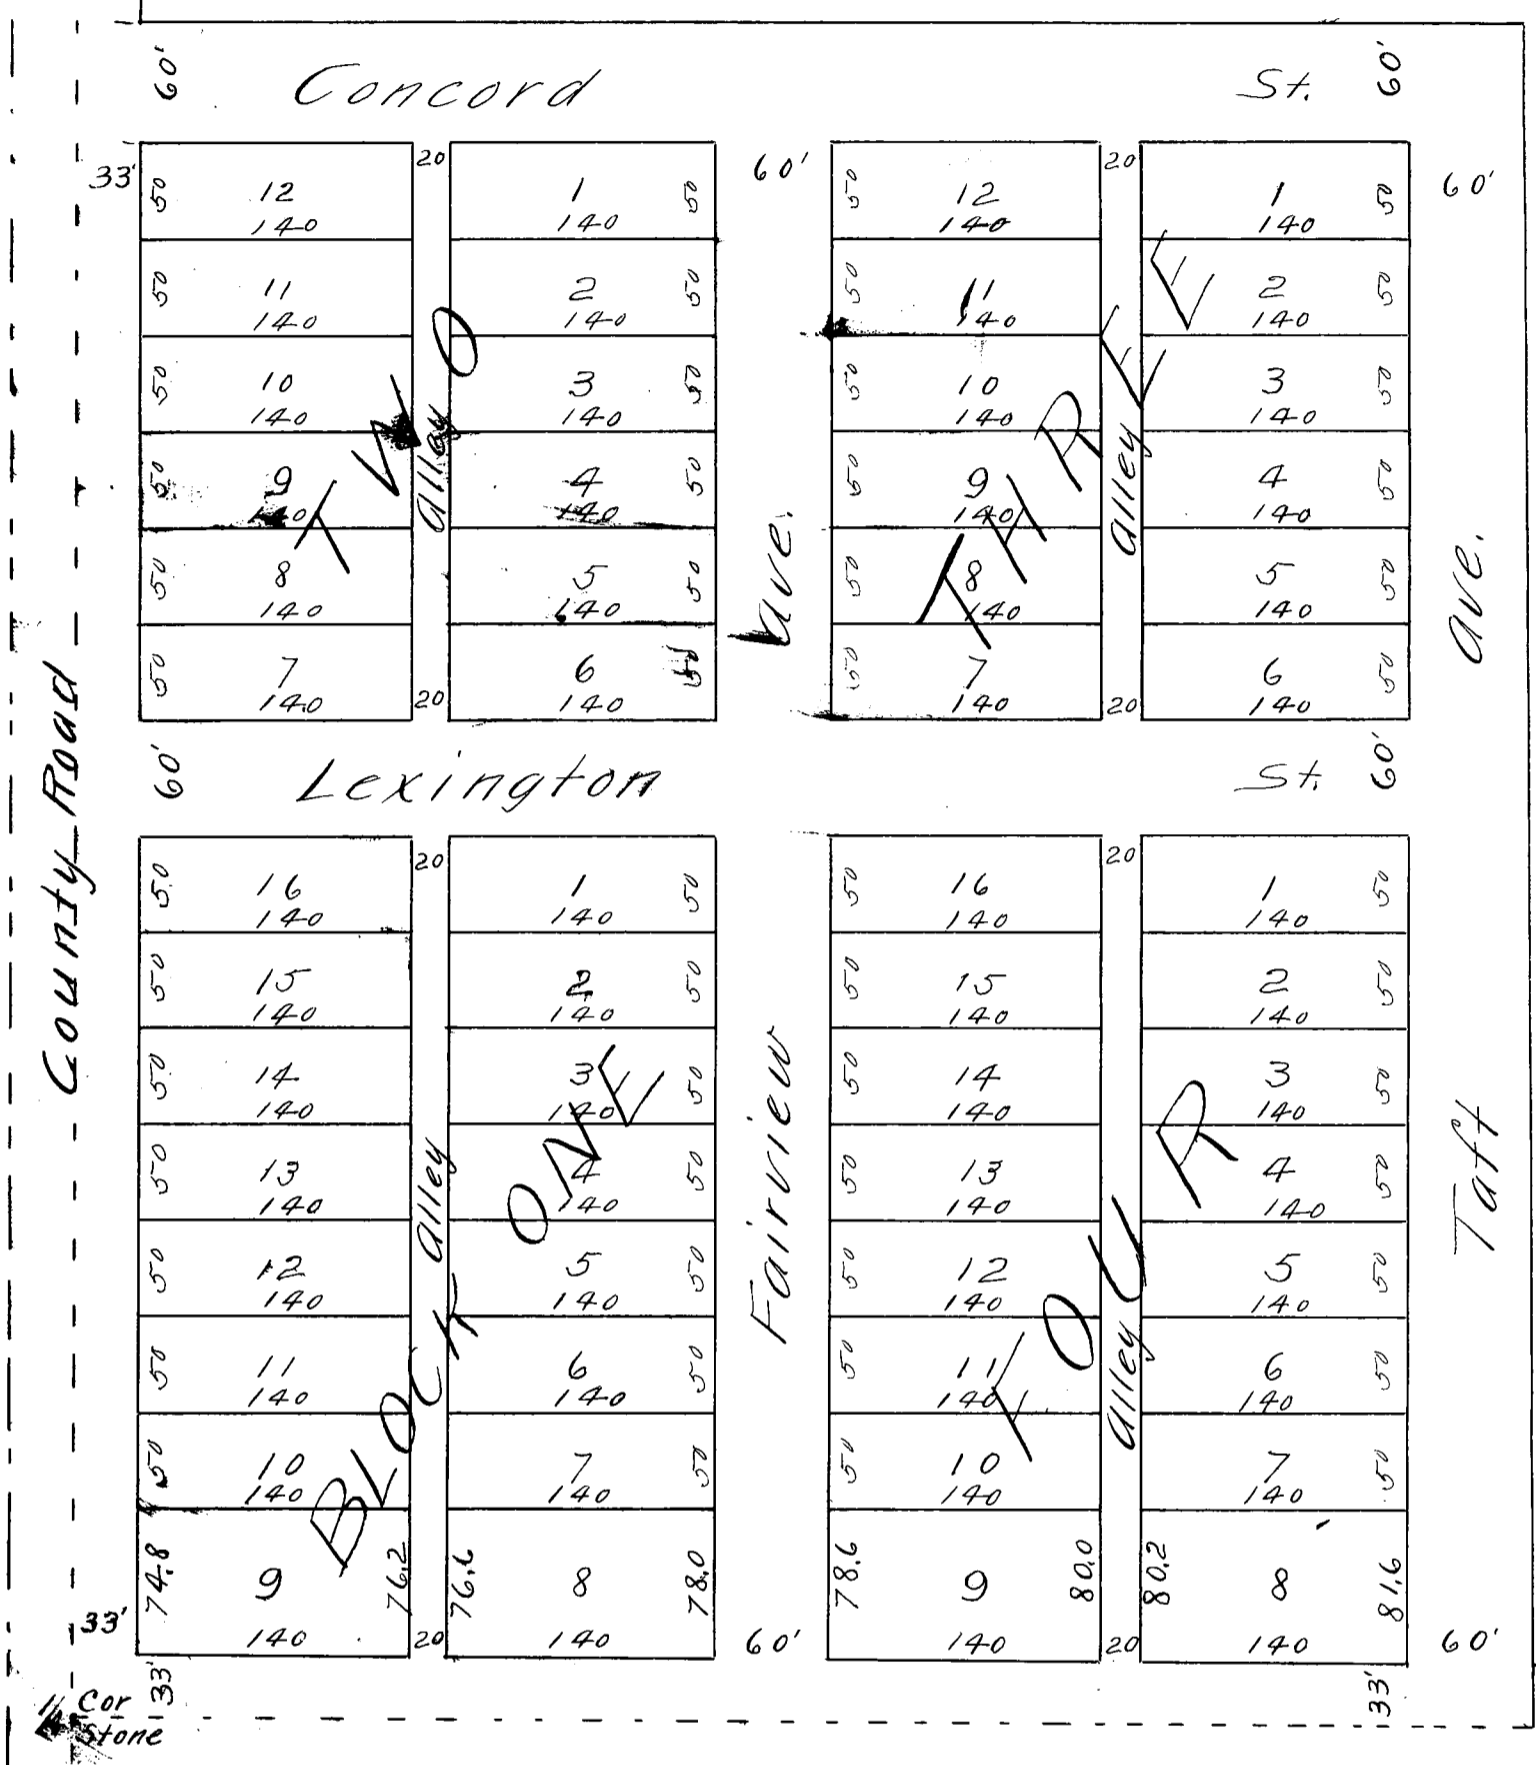 60' Concord St. 60'
33' 20 60' 20 60'
50 12 140 1 140 50 50 12 140 1 140 50
50 11 140 2 140 50 50 11 140 2 140 50
50 10 140 3 140 50 50 10 140 3 140 50
50 9 140 4 140 50 50 9 140 4 140 50
50 8 140 5 140 50 50 8 140 5 140 50
50 7 140 6 140 50 50 7 140 6 140 50
20 20
TWO
alley
THREE
alley
ave.
ave.
County Road
60' Lexington St. 60'
20 20
50 16 140 1 140 50 50 16 140 1 140 50
50 15 140 2 140 50 50 15 140 2 140 50
50 14 140 3 140 50 50 14 140 3 140 50
50 13 140 4 140 50 50 13 140 4 140 50
50 12 140 5 140 50 50 12 140 5 140 50
50 11 140 6 140 50 50 11 140 6 140 50
50 10 140 7 140 50 50 10 140 7 140 50
BLOCK ONE
alley
Fairview
FOUR
alley
Taft
74.8 9 76.2 76.6 8 78.0 78.6 9 80.0 80.2 8 81.6
33' 140 20 140 60' 140 20 140 60'
33' 33'
Cor
Stone